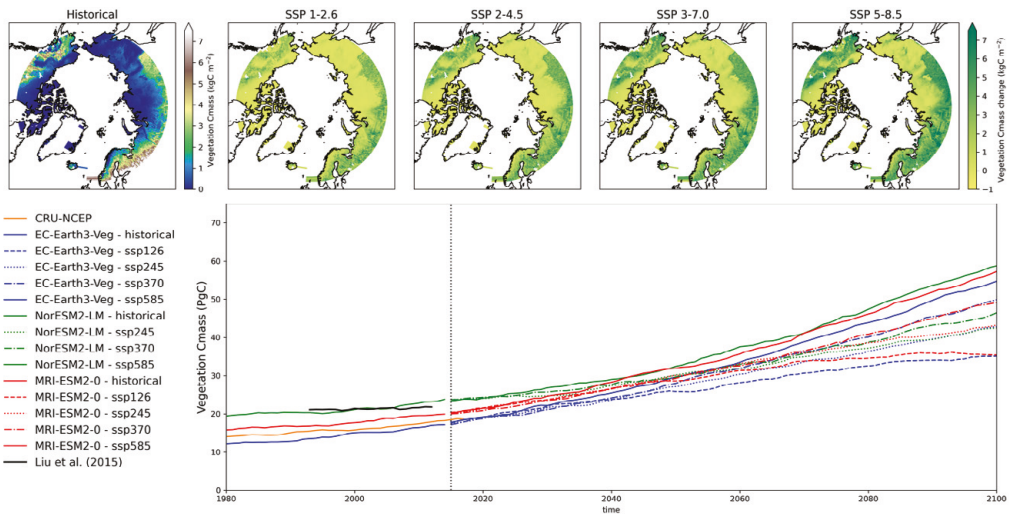 Historical
SSP 1-2.6
SSP 2-4.5
SSP 3-7.0
SSP 5-8.5
7
6
5
4
3
2
1
0
Vegetation Cmass (kgC m⁻²)
7
6
5
4
3
2
1
0
−1
Vegetation Cmass change (kgC m⁻²)
CRU-NCEP
EC-Earth3-Veg - historical
EC-Earth3-Veg - ssp126
EC-Earth3-Veg - ssp245
EC-Earth3-Veg - ssp370
EC-Earth3-Veg - ssp585
NorESM2-LM - historical
NorESM2-LM - ssp245
NorESM2-LM - ssp370
NorESM2-LM - ssp585
MRI-ESM2-0 - historical
MRI-ESM2-0 - ssp126
MRI-ESM2-0 - ssp245
MRI-ESM2-0 - ssp370
MRI-ESM2-0 - ssp585
Liu et al. (2015)
Vegetation Cmass (PgC)
70
60
50
40
30
20
10
0
1980
2000
2020
2040
2060
2080
2100
time